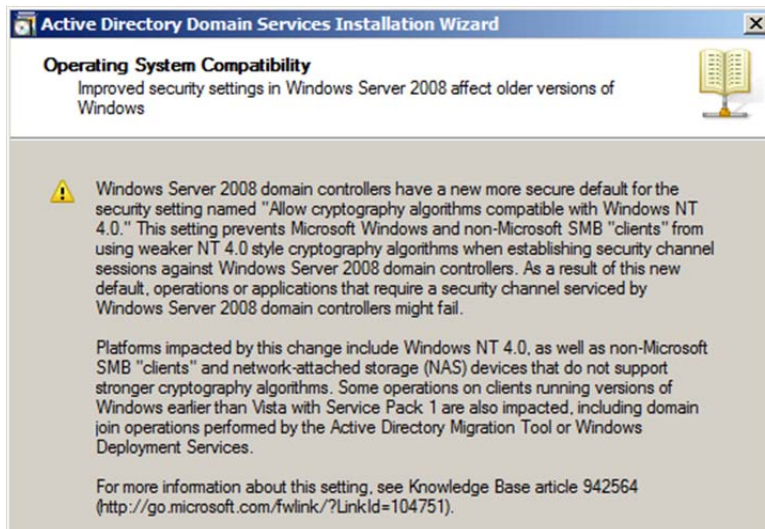 Active Directory Domain Services Installation Wizard
Operating System Compatibility
Improved security settings in Windows Server 2008 affect older versions of
Windows
Windows Server 2008 domain controllers have a new more secure default for the
security setting named "Allow cryptography algorithms compatible with Windows NT
4.0." This setting prevents Microsoft Windows and non-Microsoft SMB "clients" from
using weaker NT 4.0 style cryptography algorithms when establishing security channel
sessions against Windows Server 2008 domain controllers. As a result of this new
default, operations or applications that require a security channel serviced by
Windows Server 2008 domain controllers might fail.
Platforms impacted by this change include Windows NT 4.0, as well as non-Microsoft
SMB "clients" and network-attached storage (NAS) devices that do not support
stronger cryptography algorithms. Some operations on clients running versions of
Windows earlier than Vista with Service Pack 1 are also impacted, including domain
join operations performed by the Active Directory Migration Tool or Windows
Deployment Services.
For more information about this setting, see Knowledge Base article 942564
(http://go.microsoft.com/fwlink/?LinkId=104751).